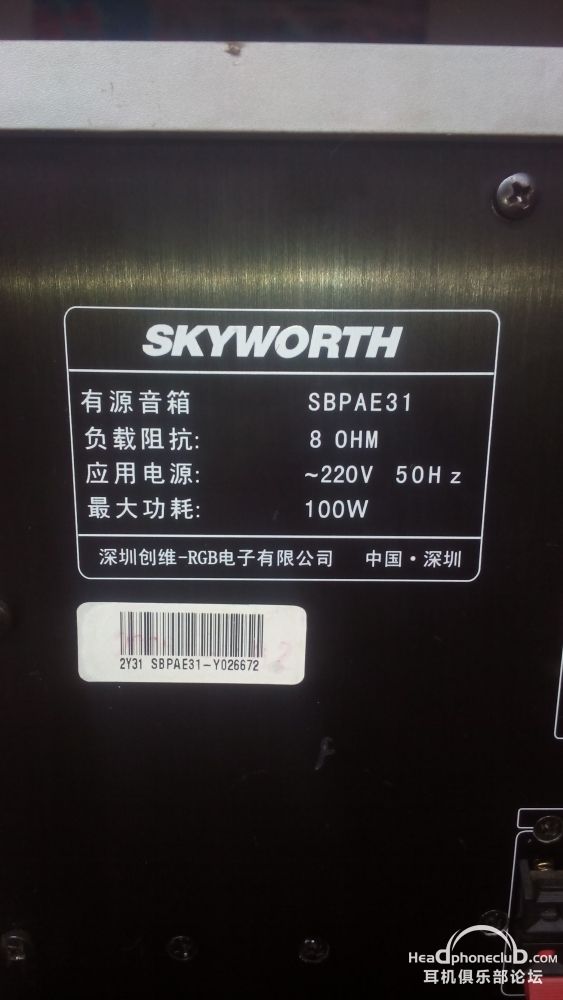 SKYWORTH
有源音箱 SBPAE31
负载阻抗: 8 OHM
应用电源: ~220V 50Hz
最大功耗: 100W
深圳创维-RGB电子有限公司 中国·深圳
2Y31 SBPAE31-Y026672
HeadphoneClub.com
耳机俱乐部论坛